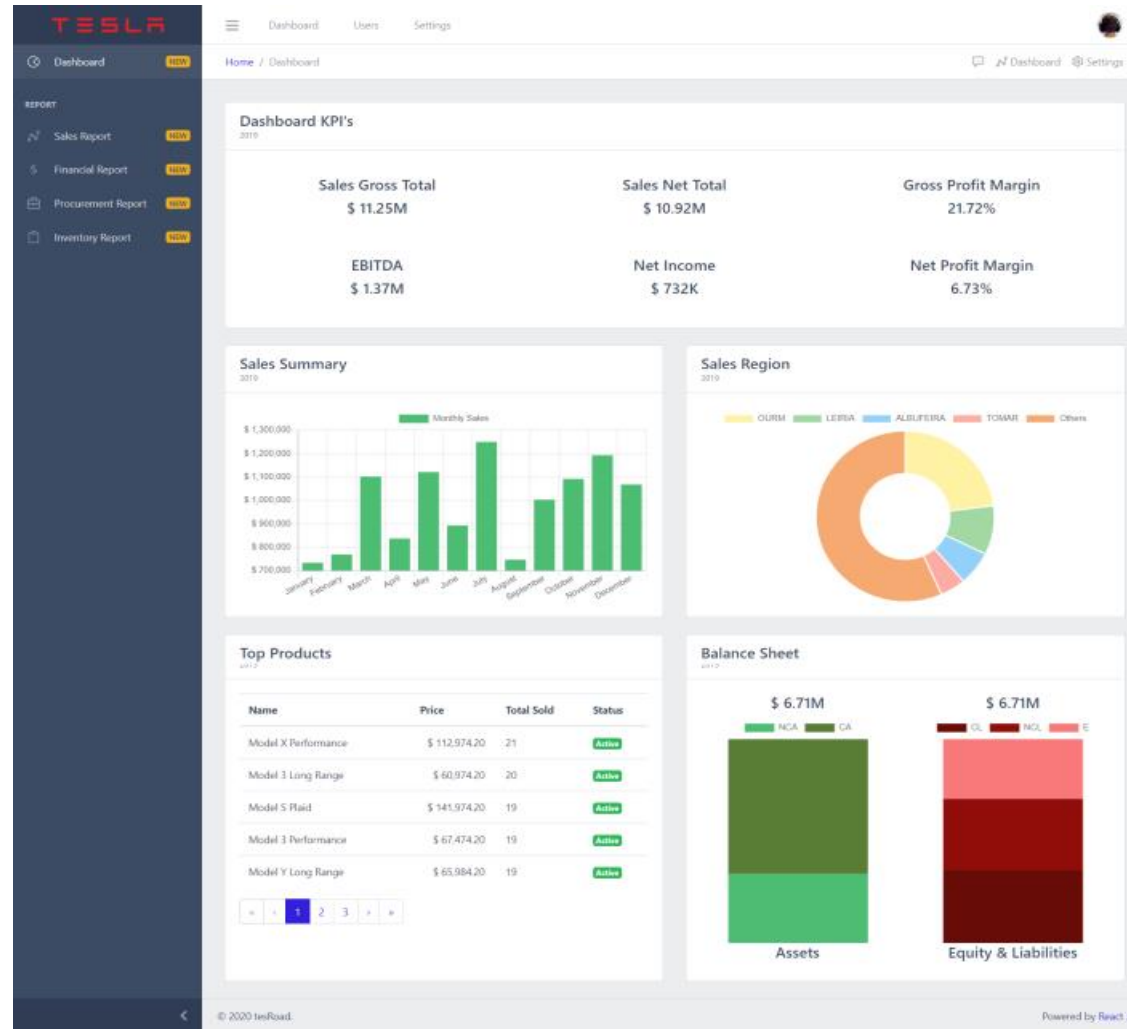 TESLA
Dashboard Users Settings
Dashboard NEW
Home / Dashboard
Dashboard Settings
REPORT
Sales Report NEW
Financial Report NEW
Procurement Report NEW
Inventory Report NEW
Dashboard KPI's
2019
Sales Gross Total
$ 11.25M
Sales Net Total
$ 10.92M
Gross Profit Margin
21.72%
EBITDA
$ 1.37M
Net Income
$ 732K
Net Profit Margin
6.73%
Sales Summary
2019
Monthly Sales
$ 1,300,000
$ 1,200,000
$ 1,100,000
$ 1,000,000
$ 900,000
$ 800,000
$ 700,000
January February March April May June July August September October November December
Sales Region
2019
OURM LEIRIA ALBUFEIRA TOMAR Others
Top Products
Name Price Total Sold Status
Model X Performance $ 112,974.20 21 Active
Model 3 Long Range $ 60,974.20 20 Active
Model S Plaid $ 141,974.20 19 Active
Model 3 Performance $ 67,474.20 19 Active
Model Y Long Range $ 65,984.20 19 Active
« ‹ 1 2 3 › »
Balance Sheet
$ 6.71M
NCA CA
Assets
$ 6.71M
CL NCL E
Equity & Liabilities
© 2020 tesRoad.
Powered by React